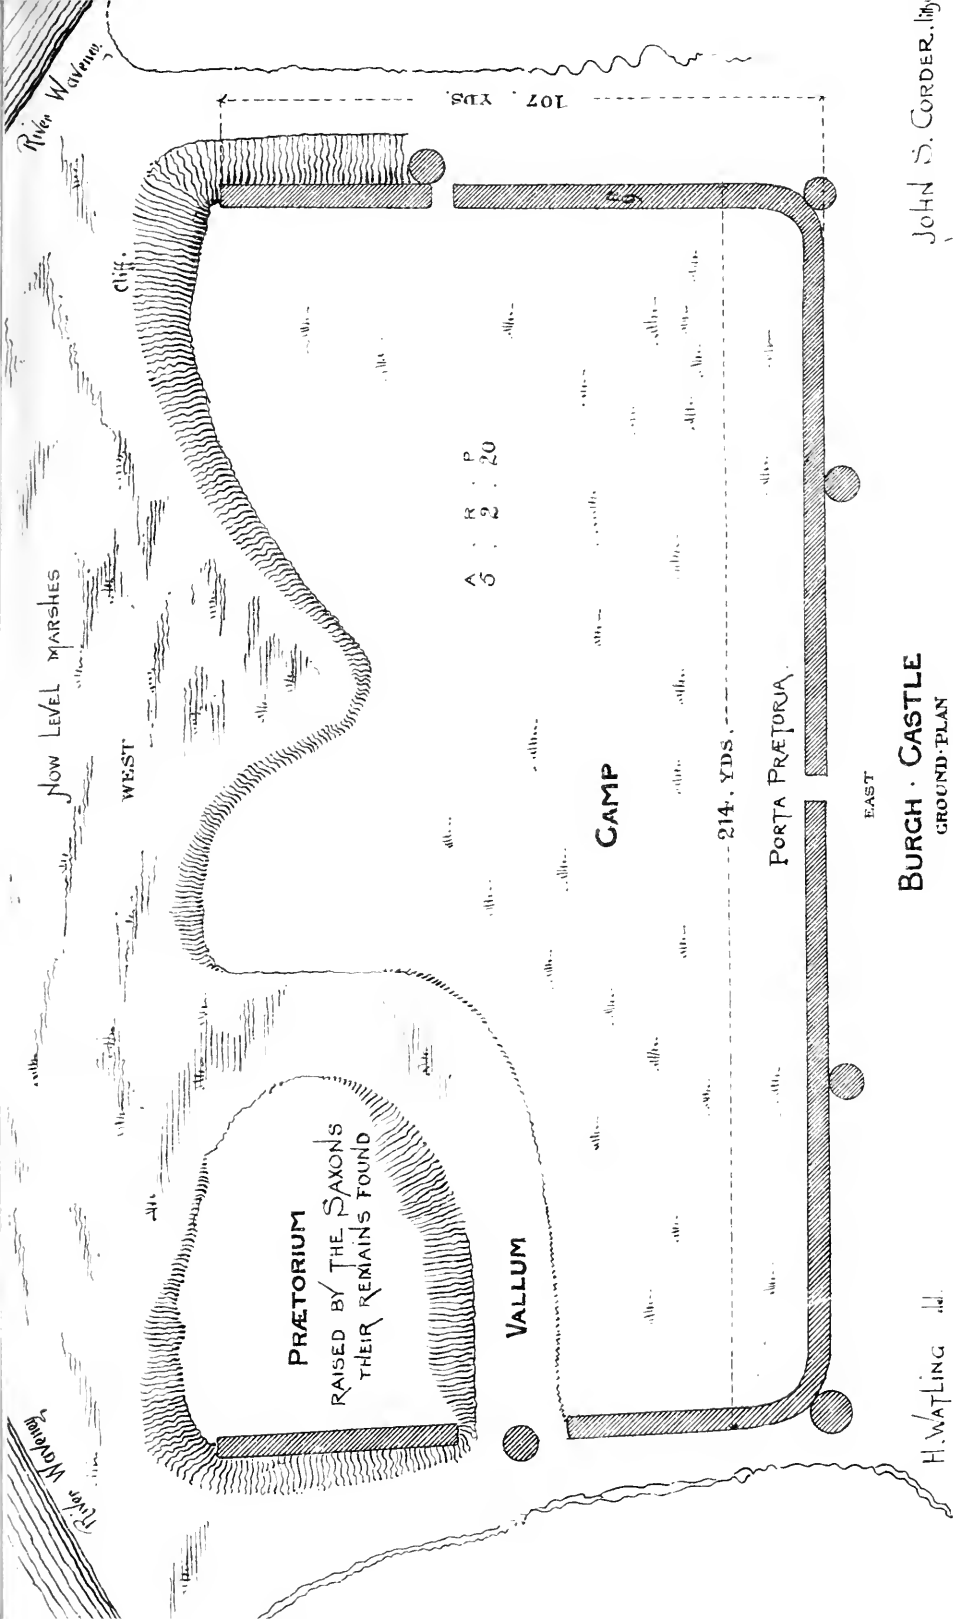 River Waveney
River Waveney.
NOW LEVEL MARSHES
WEST
Cliff.
107 . YDS.
A . R . P
5 . 2 . 20
PRÆTORIUM
RAISED BY THE SAXONS
THEIR REMAINS FOUND
VALLUM
CAMP
214 . YDS.
PORTA PRÆTORIA.
EAST
BURGH · CASTLE
GROUND-PLAN
H. WATLING
JOHN S. CORDER.